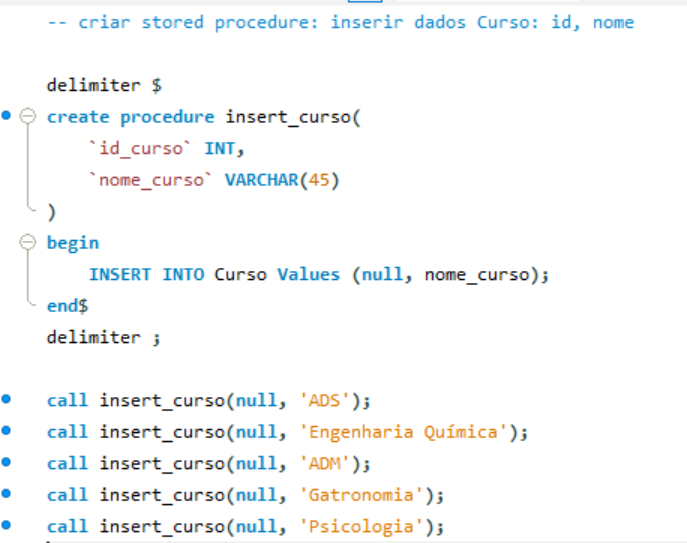 -- criar stored procedure: inserir dados Curso: id, nome
delimiter $
create procedure insert_curso(
`id_curso` INT,
`nome_curso` VARCHAR(45)
)
begin
INSERT INTO Curso Values (null, nome_curso);
end$
delimiter ;
call insert_curso(null, 'ADS');
call insert_curso(null, 'Engenharia Química');
call insert_curso(null, 'ADM');
call insert_curso(null, 'Gatronomia');
call insert_curso(null, 'Psicologia');